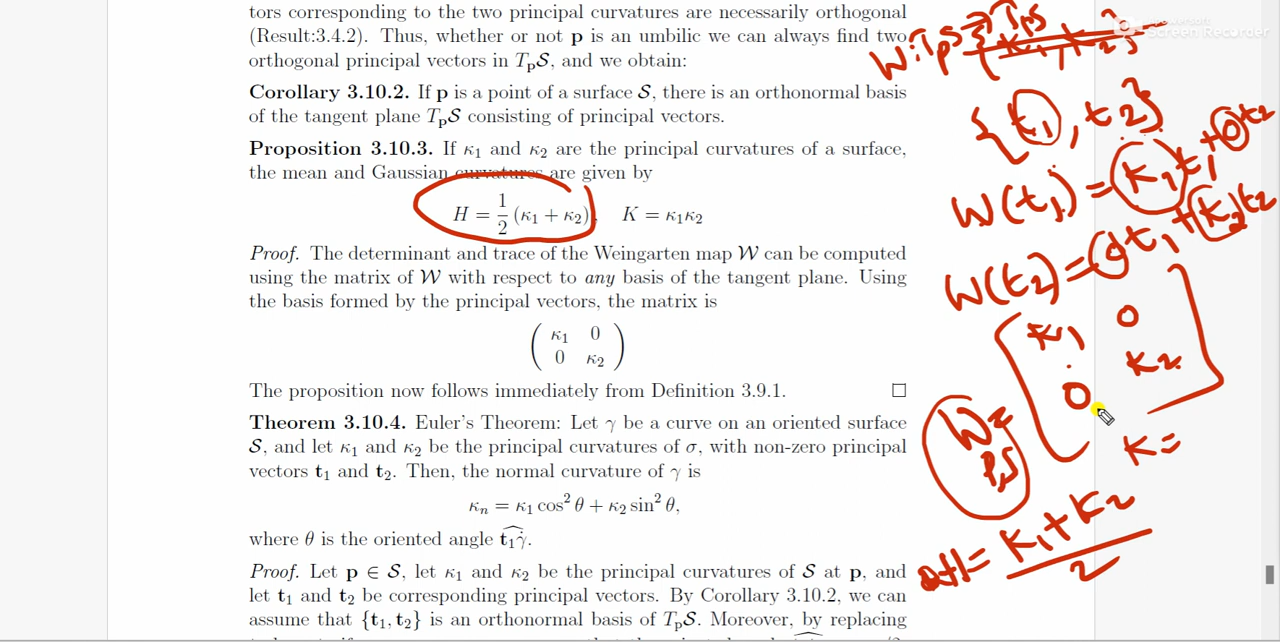 tors corresponding to the two principal curvatures are necessarily orthogonal
(Result:3.4.2). Thus, whether or not p is an umbilic we can always find two
orthogonal principal vectors in TpS, and we obtain:
Corollary 3.10.2. If p is a point of a surface S, there is an orthonormal basis
of the tangent plane TpS consisting of principal vectors.
Proposition 3.10.3. If κ1 and κ2 are the principal curvatures of a surface,
the mean and Gaussian curvatures are given by
H = 1/2 (κ1 + κ2), K = κ1κ2
Proof. The determinant and trace of the Weingarten map W can be computed
using the matrix of W with respect to any basis of the tangent plane. Using
the basis formed by the principal vectors, the matrix is
( κ1 0
0 κ2 )
The proposition now follows immediately from Definition 3.9.1. □
Theorem 3.10.4. Euler's Theorem: Let γ be a curve on an oriented surface
S, and let κ1 and κ2 be the principal curvatures of σ, with non-zero principal
vectors t1 and t2. Then, the normal curvature of γ is
κn = κ1 cos² θ + κ2 sin² θ,
where θ is the oriented angle t1γ̇.
Proof. Let p ∈ S, let κ1 and κ2 be the principal curvatures of S at p, and
let t1 and t2 be corresponding principal vectors. By Corollary 3.10.2, we can
assume that {t1, t2} is an orthonormal basis of TpS. Moreover, by replacing
Screen Recorder
W: TpS → TpS
{t1, t2}
W(t1) = k1t1 + 0t2
W(t2) = 0t1 + k2t2
[ k1 0
0 k2 ]
K =
k1 + k2
2